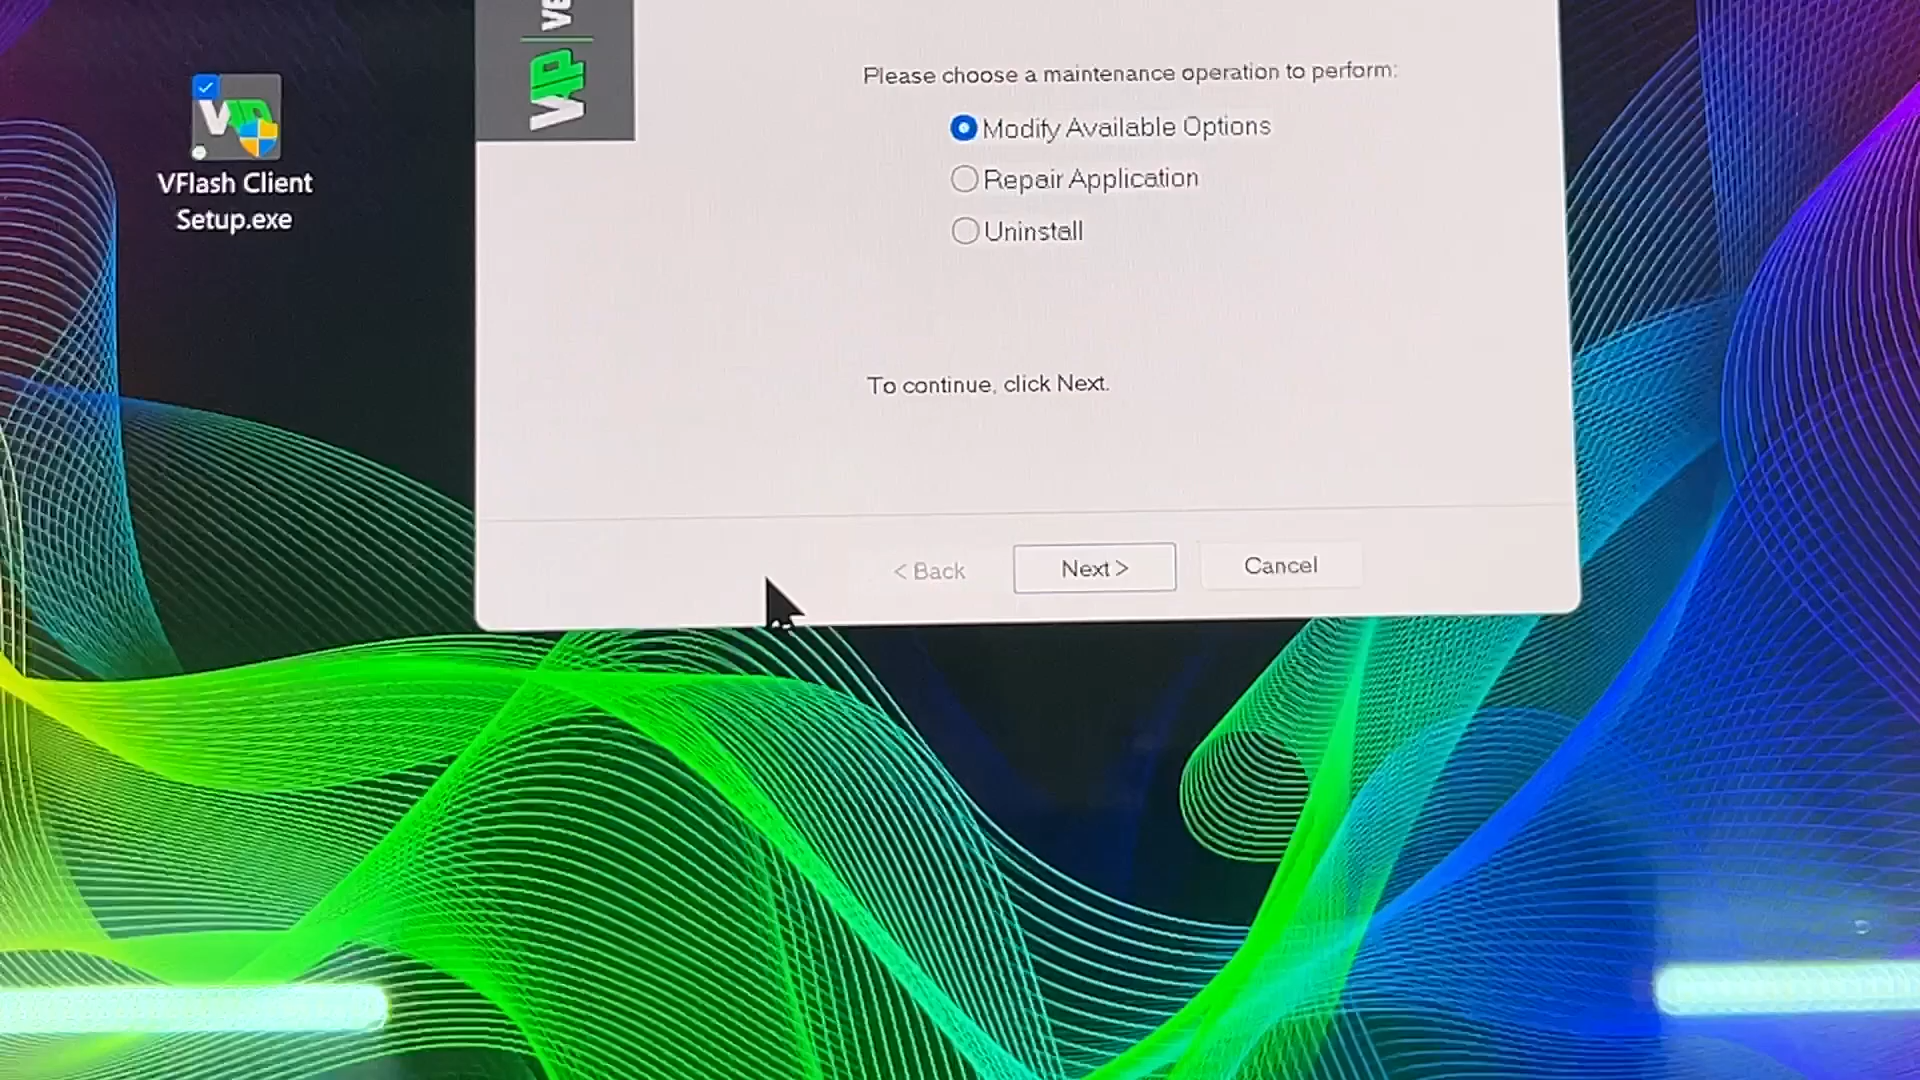 VFlash Client
Setup.exe
VAP
Please choose a maintenance operation to perform:
Modify Available Options
Repair Application
Uninstall
To continue, click Next.
< Back
Next >
Cancel